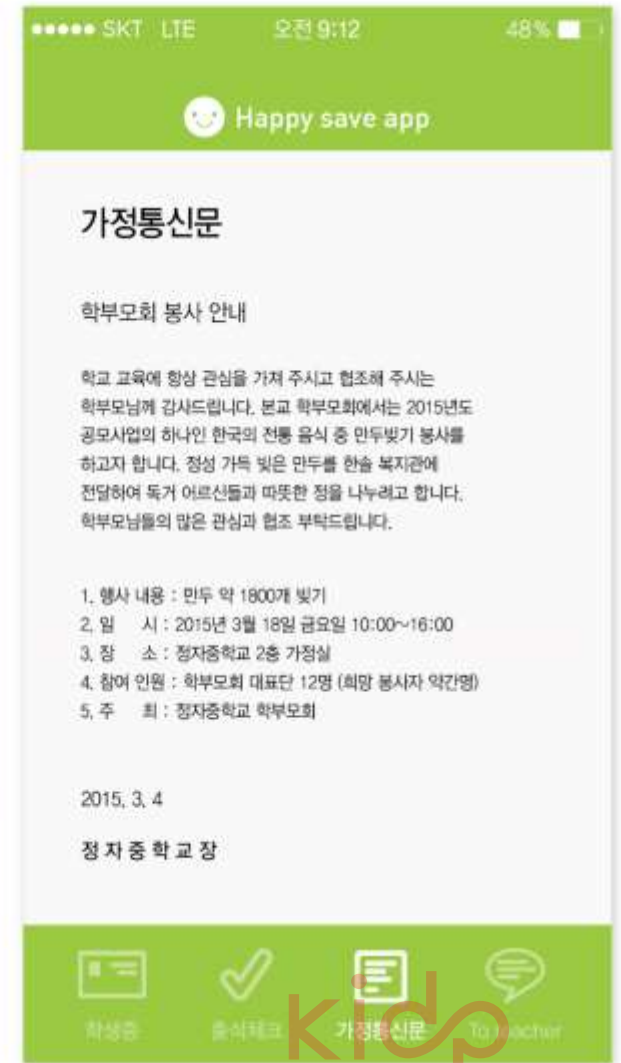 ●●●●● SKT LTE 오전 9:12 48%
Happy save app
가정통신문
학부모회 봉사 안내
학교 교육에 항상 관심을 가져 주시고 협조해 주시는
학부모님께 감사드립니다. 본교 학부모회에서는 2015년도
공모사업의 하나인 한국의 전통 음식 중 만두빚기 봉사를
하고자 합니다. 정성 가득 빚은 만두를 한솔 복지관에
전달하여 독거 어르신들과 따뜻한 정을 나누려고 합니다.
학부모님들의 많은 관심과 협조 부탁드립니다.
1. 행사 내용 : 만두 약 1800개 빚기
2. 일 시 : 2015년 3월 18일 금요일 10:00~16:00
3. 장 소 : 정자중학교 2층 가정실
4. 참여 인원 : 학부모회 대표단 12명 (희망 봉사자 약간명)
5. 주 최 : 정자중학교 학부모회
2015. 3. 4
정 자 중 학 교 장
학생증 출석체크 가정통신문 To teacher
kidp